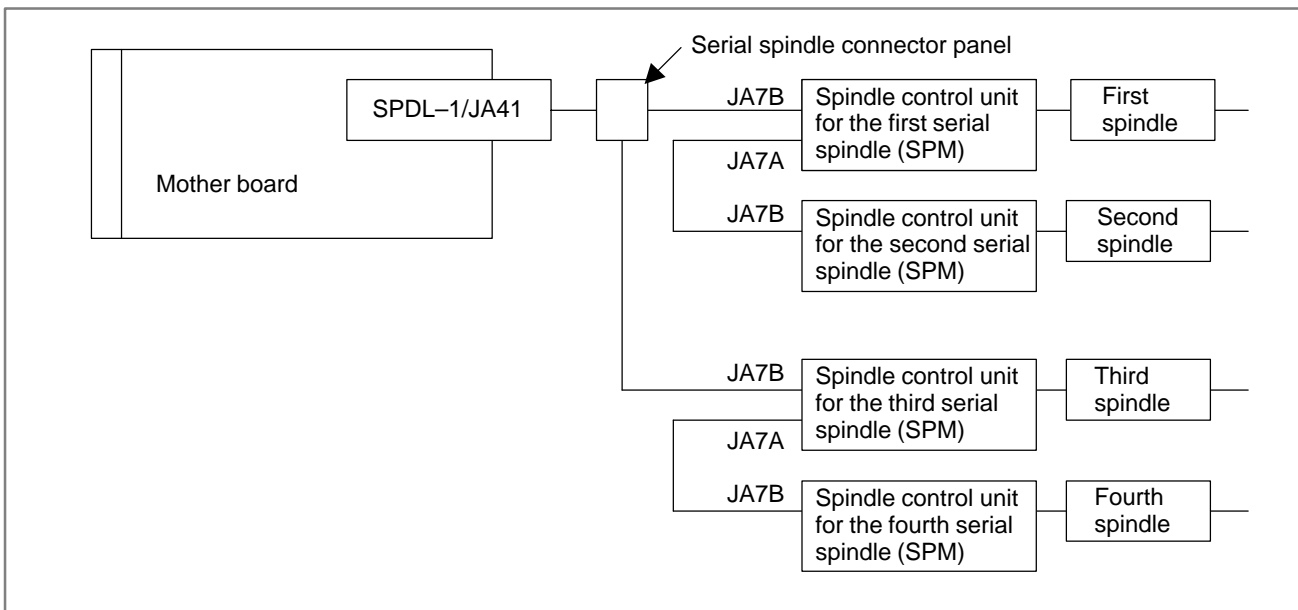 Serial spindle connector panel
SPDL–1/JA41
Mother board
JA7B
Spindle control unit
for the first serial
spindle (SPM)
First
spindle
JA7A
JA7B
Spindle control unit
for the second serial
spindle (SPM)
Second
spindle
JA7B
Spindle control unit
for the third serial
spindle (SPM)
Third
spindle
JA7A
JA7B
Spindle control unit
for the fourth serial
spindle (SPM)
Fourth
spindle